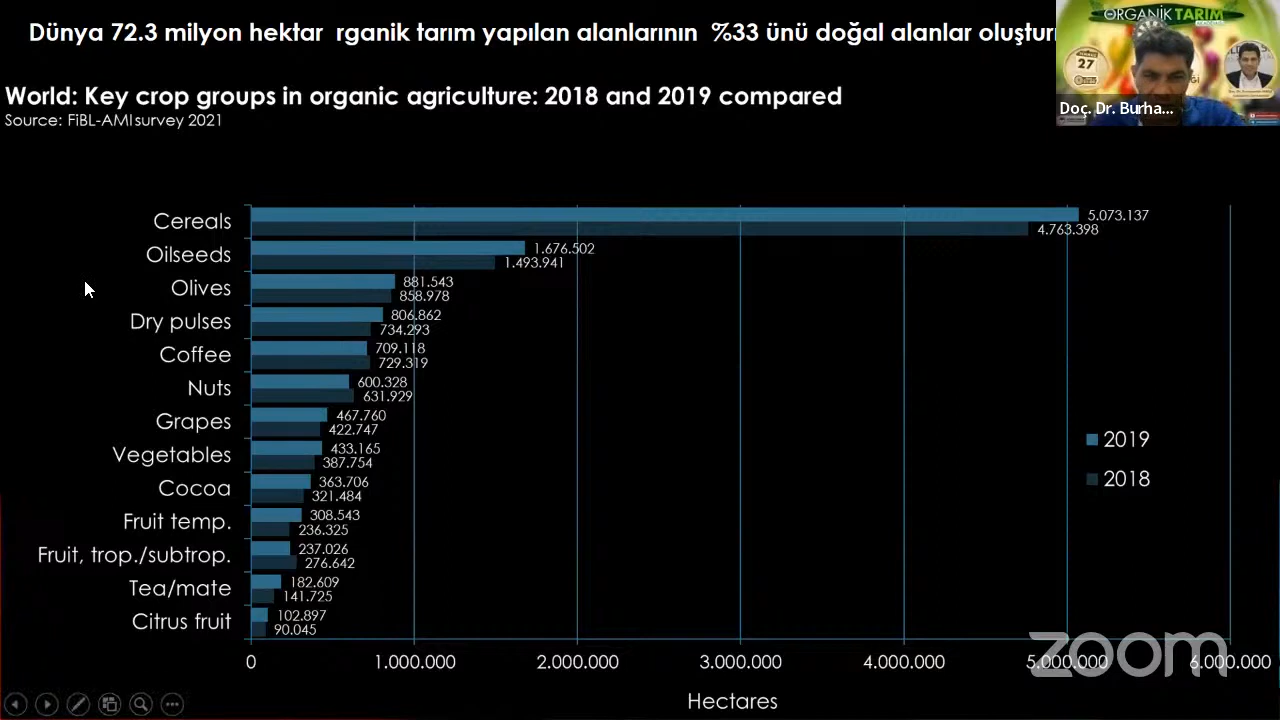 Dünya 72.3 milyon hektar rganik tarım yapılan alanlarının %33 ünü doğal alanlar oluştur
World: Key crop groups in organic agriculture: 2018 and 2019 compared
Source: FiBL-AMI survey 2021
ORGANİK TARIM
27
Doç. Dr. Burha...
Cereals 5.073.137
4.763.398
Oilseeds 1.676.502
1.493.941
Olives 881.543
858.978
Dry pulses 806.862
734.293
Coffee 709.118
729.319
Nuts 600.328
631.929
Grapes 467.760
422.747
Vegetables 433.165
387.754
Cocoa 363.706
321.484
Fruit temp. 308.543
236.325
Fruit, trop./subtrop. 237.026
276.642
Tea/mate 182.609
141.725
Citrus fruit 102.897
90.045
2019
2018
0 1.000.000 2.000.000 3.000.000 4.000.000 5.000.000 6.000.000
Hectares
zoom